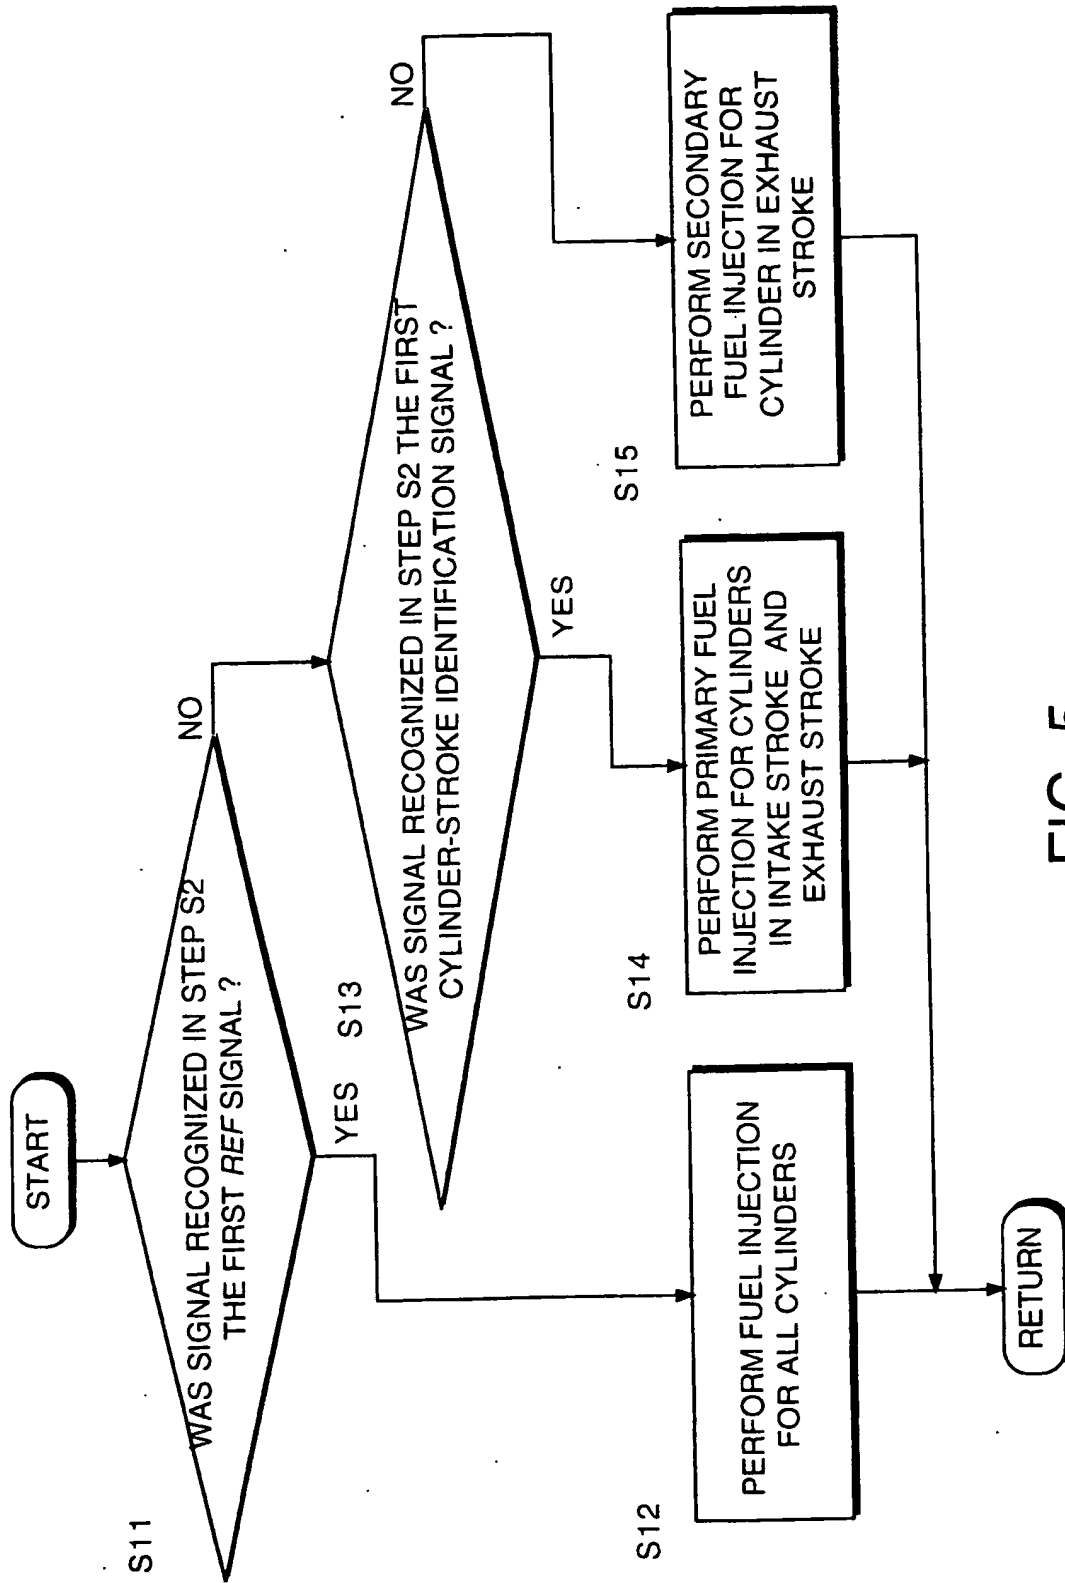 START
S11
WAS SIGNAL RECOGNIZED IN STEP S2
THE FIRST REF SIGNAL ?
NO
YES
S13
WAS SIGNAL RECOGNIZED IN STEP S2 THE FIRST
CYLINDER-STROKE IDENTIFICATION SIGNAL ?
NO
YES
S12
PERFORM FUEL INJECTION
FOR ALL CYLINDERS
S14
PERFORM PRIMARY FUEL
INJECTION FOR CYLINDERS
IN INTAKE STROKE AND
EXHAUST STROKE
S15
PERFORM SECONDARY
FUEL INJECTION FOR
CYLINDER IN EXHAUST
STROKE
RETURN
FIG. 5